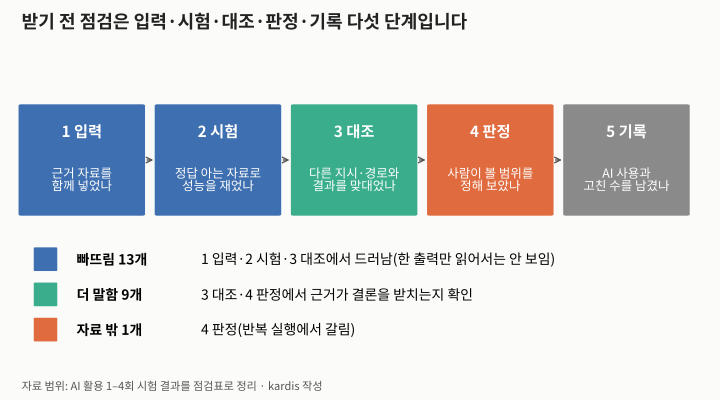 받기 전 점검은 입력·시험·대조·판정·기록 다섯 단계입니다
1 입력
근거 자료를
함께 넣었나
2 시험
정답 아는 자료로
성능을 재었나
3 대조
다른 지시·경로와
결과를 맞대었나
4 판정
사람이 볼 범위를
정해 보았나
5 기록
AI 사용과
고친 수를 남겼나
빠뜨림 13개 1 입력·2 시험·3 대조에서 드러남(한 출력만 읽어서는 안 보임)
더 말함 9개 3 대조·4 판정에서 근거가 결론을 받치는지 확인
자료 밖 1개 4 판정(반복 실행에서 갈림)
자료 범위: AI 활용 1–4회 시험 결과를 점검표로 정리 · kardis 작성